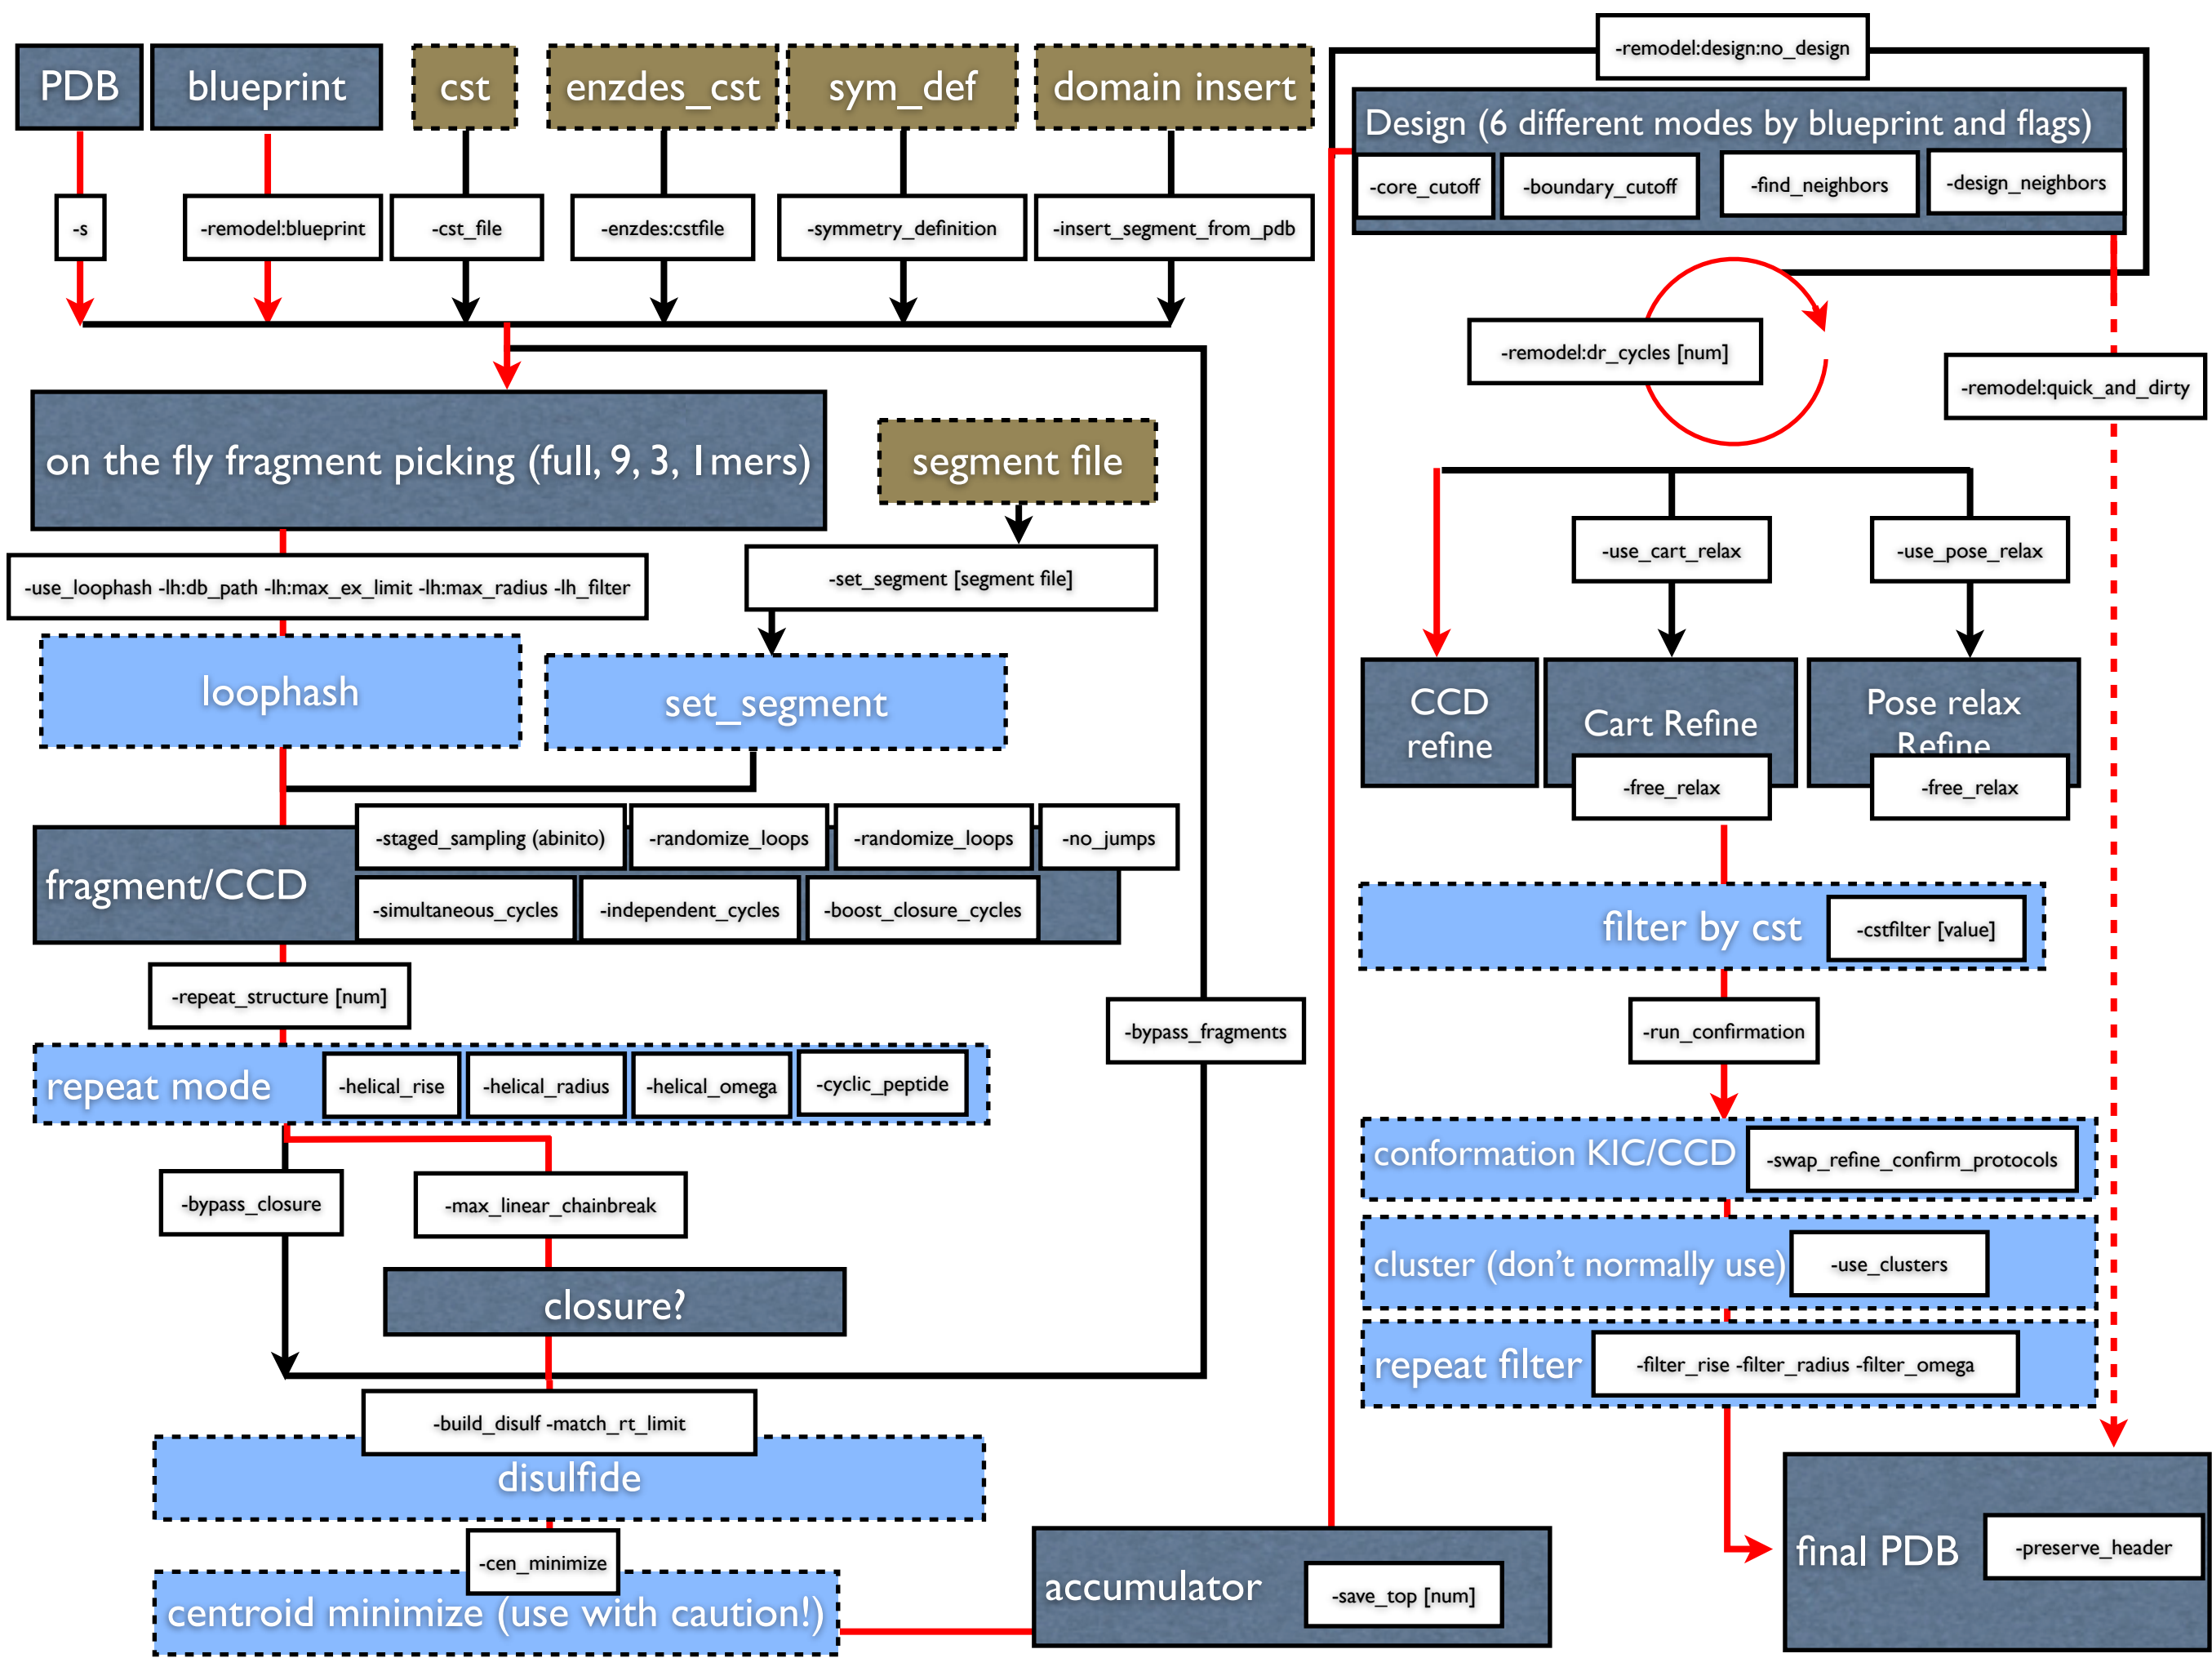 PDB
blueprint
cst
enzdes_cst
sym_def
domain insert
-s
-remodel:blueprint
-cst_file
-enzdes:cstfile
-symmetry_definition
-insert_segment_from_pdb
on the fly fragment picking (full, 9, 3, 1mers)
segment file
-use_loophash -lh:db_path -lh:max_ex_limit -lh:max_radius -lh_filter
-set_segment [segment file]
loophash
set_segment
fragment/CCD
-staged_sampling (abinito)
-randomize_loops
-randomize_loops
-no_jumps
-simultaneous_cycles
-independent_cycles
-boost_closure_cycles
-repeat_structure [num]
-bypass_fragments
repeat mode
-helical_rise
-helical_radius
-helical_omega
-cyclic_peptide
-bypass_closure
-max_linear_chainbreak
closure?
-build_disulf -match_rt_limit
disulfide
-cen_minimize
centroid minimize (use with caution!)
accumulator
-save_top [num]
-remodel:design:no_design
Design (6 different modes by blueprint and flags)
-core_cutoff
-boundary_cutoff
-find_neighbors
-design_neighbors
-remodel:dr_cycles [num]
-remodel:quick_and_dirty
-use_cart_relax
-use_pose_relax
CCD
refine
Cart Refine
Pose relax
Refine
-free_relax
-free_relax
filter by cst
-cstfilter [value]
-run_confirmation
conformation KIC/CCD
-swap_refine_confirm_protocols
cluster (don't normally use)
-use_clusters
repeat filter
-filter_rise -filter_radius -filter_omega
final PDB
-preserve_header